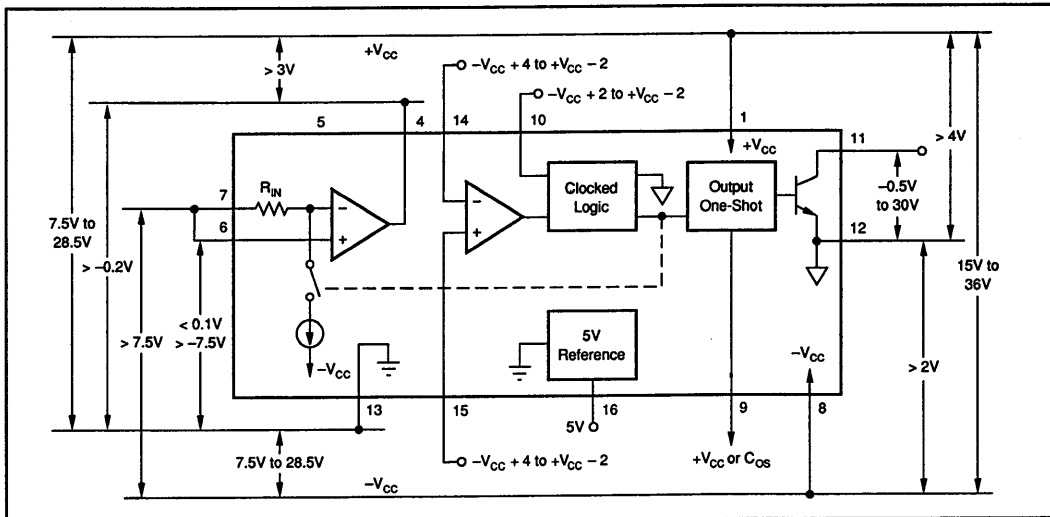 +VCC
> 3V
−VCC + 4 to +VCC − 2
−VCC + 2 to +VCC − 2
5
4
14
10
1
> 4V
+VCC
11
7
RIN
−
+
6
−
+
Clocked
Logic
Output
One-Shot
−0.5V
to 30V
12
7.5V to
28.5V
> −0.2V
15V to
36V
< 0.1V
> −7.5V
> 7.5V
−VCC
5V
Reference
−VCC
> 2V
13
15
16
9
8
5V
7.5V to 28.5V
−VCC + 4 to +VCC − 2
+VCC or COS
−VCC